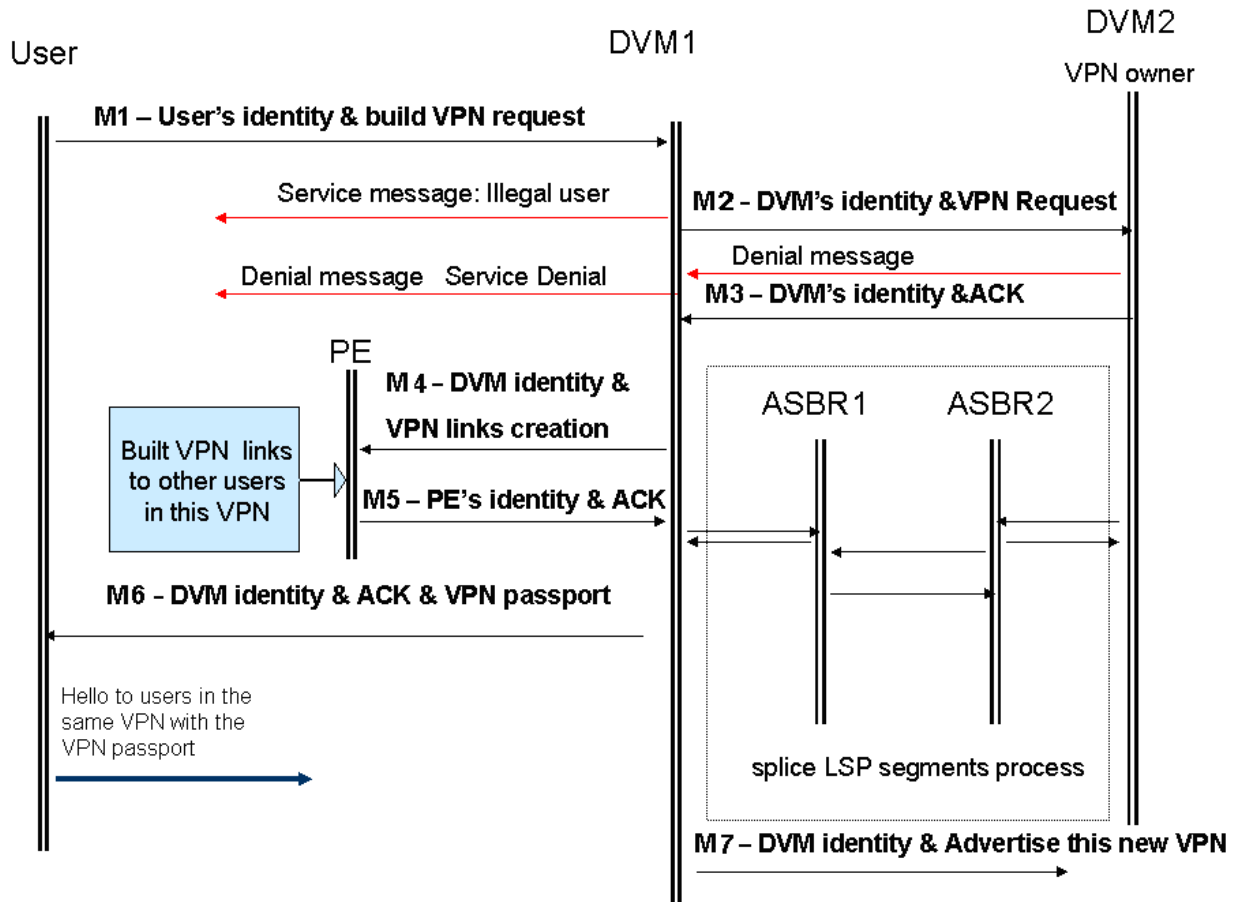 User
DVM1
DVM2
VPN owner
M1 – User's identity & build VPN request
Service message: Illegal user
M2 - DVM's identity &VPN Request
Denial message
Denial message Service Denial
M3 – DVM's identity &ACK
PE
M4 – DVM identity &
VPN links creation
ASBR1
ASBR2
Built VPN links
to other users
in this VPN
M5 – PE's identity & ACK
M6 – DVM identity & ACK & VPN passport
Hello to users in the
same VPN with the
VPN passport
splice LSP segments process
M7 – DVM identity & Advertise this new VPN